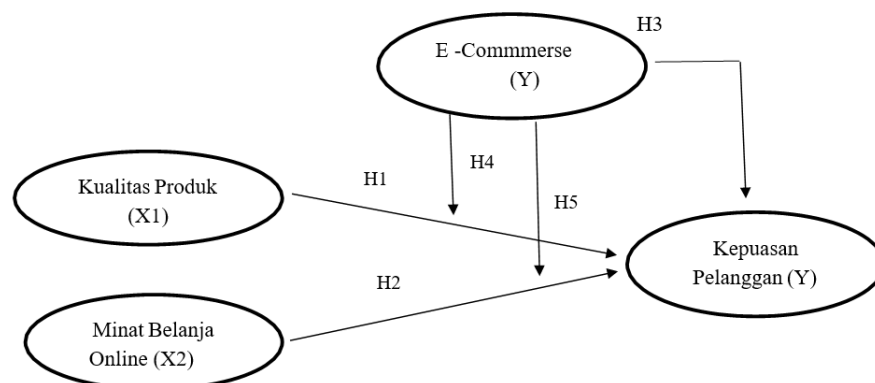 H3
E -Commmerse
(Y)
H1
H4
Kualitas Produk
(X1)
H5
Kepuasan
Pelanggan (Y)
H2
Minat Belanja
Online (X2)